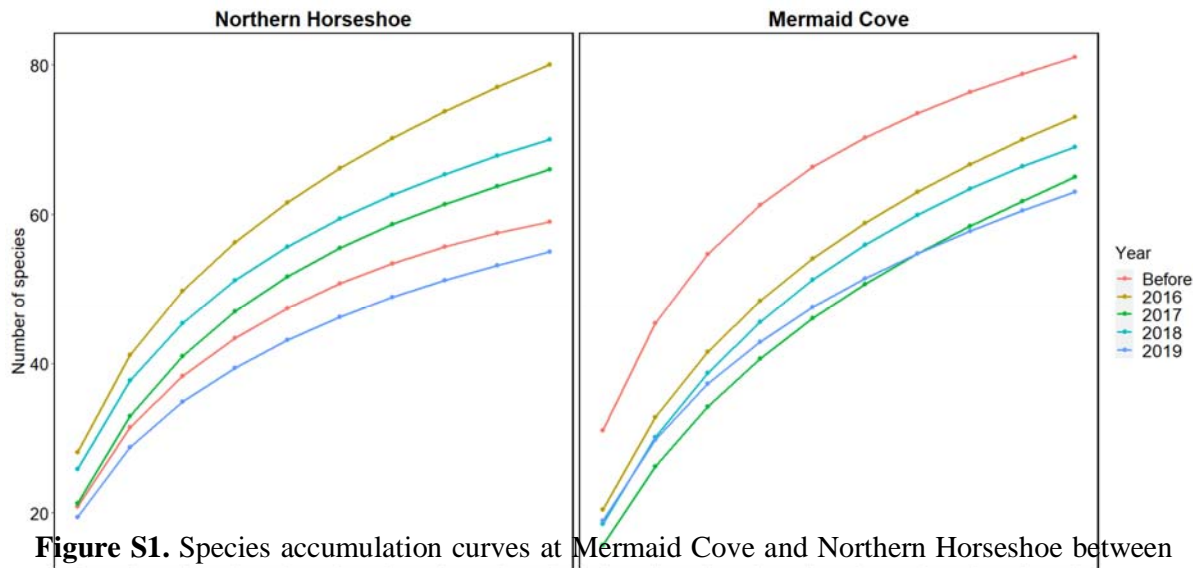 Northern Horseshoe
Mermaid Cove
Number of species
80
60
40
20
Year
Before
2016
2017
2018
2019
Figure S1. Species accumulation curves at Mermaid Cove and Northern Horseshoe between